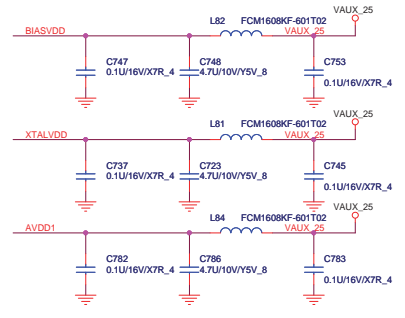 VAUX_25
L82 FCM1608KF-601T02
BIASVDD VAUX_25
C747 C748 C753
0.1U/16V/X7R_4 4.7U/10V/Y5V_8 0.1U/16V/X7R_4
VAUX_25
L81 FCM1608KF-601T02
XTALVDD VAUX_25
C737 C723 C745
0.1U/16V/X7R_4 4.7U/10V/Y5V_8 0.1U/16V/X7R_4
VAUX_25
L84 FCM1608KF-601T02
AVDD1 VAUX_25
C782 C786 C783
0.1U/16V/X7R_4 4.7U/10V/Y5V_8 0.1U/16V/X7R_4